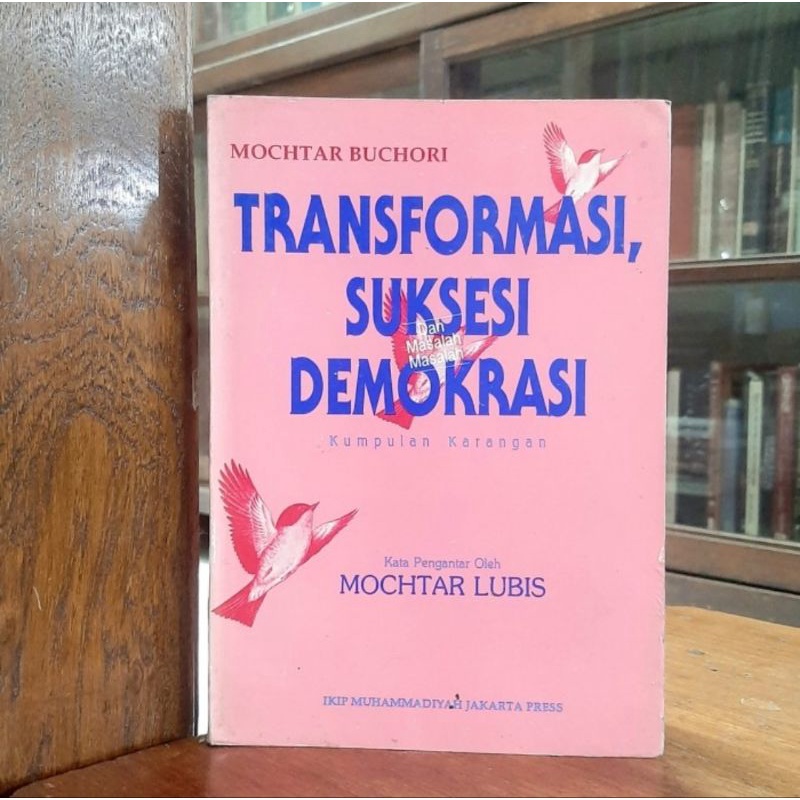 MOCHTAR BUCHORI
TRANSFORMASI,
SUKSESI
Dan
Masalah
Masalah
DEMOKRASI
Kumpulan Karangan
Kata Pengantar Oleh
MOCHTAR LUBIS
IKIP MUHAMMADIYAH JAKARTA PRESS